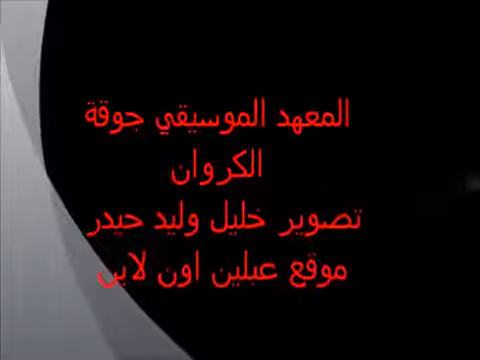 المعهد الموسيقي جوقة
الكروان
تصوير خليل وليد حيدر
موقع عبلين اون لاين